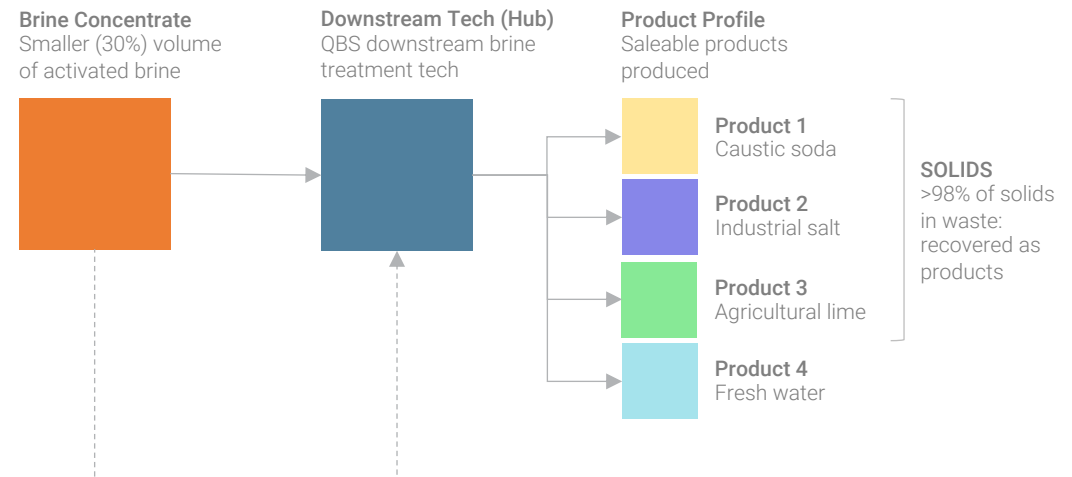 Brine Concentrate
Smaller (30%) volume
of activated brine
Downstream Tech (Hub)
QBS downstream brine
treatment tech
Product Profile
Saleable products
produced
Product 1
Caustic soda
Product 2
Industrial salt
Product 3
Agricultural lime
Product 4
Fresh water
SOLIDS
>98% of solids
in waste:
recovered as
products